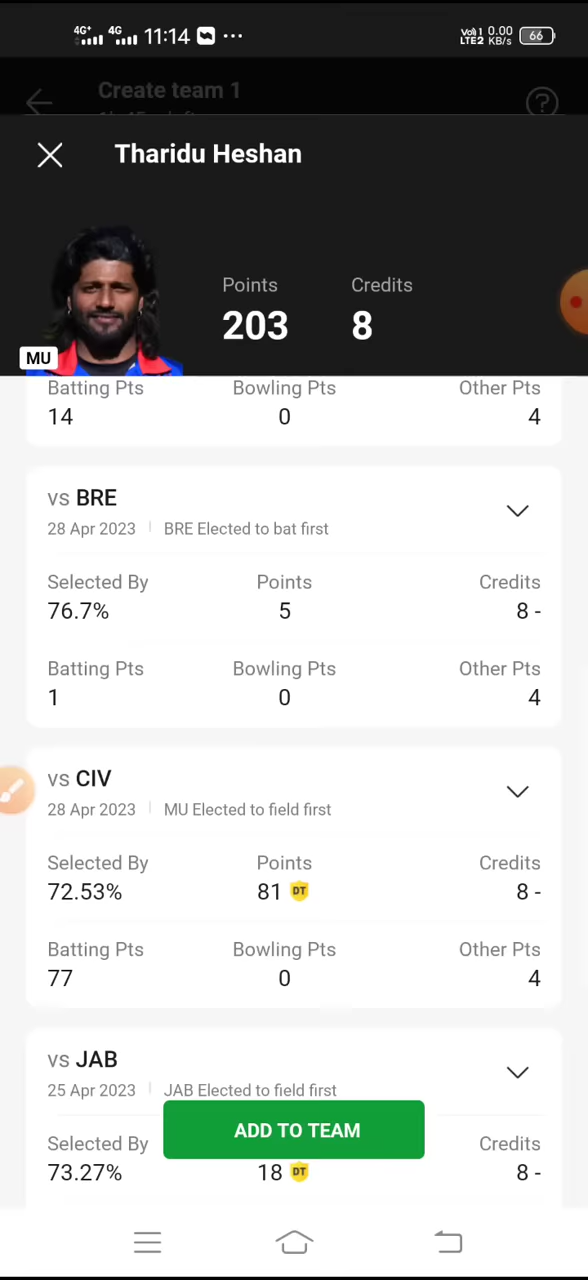 4G+ 4G 11:14 ... Vo)) 1 LTE2 0.00 KB/s 66
Create team 1
Tharidu Heshan
Points Credits
203 8
MU
Batting Pts Bowling Pts Other Pts
14 0 4
vs BRE
28 Apr 2023 BRE Elected to bat first
Selected By Points Credits
76.7% 5 8 -
Batting Pts Bowling Pts Other Pts
1 0 4
vs CIV
28 Apr 2023 MU Elected to field first
Selected By Points Credits
72.53% 81 DT 8 -
Batting Pts Bowling Pts Other Pts
77 0 4
vs JAB
25 Apr 2023 JAB Elected to field first
ADD TO TEAM
Selected By Credits
73.27% 18 DT 8 -